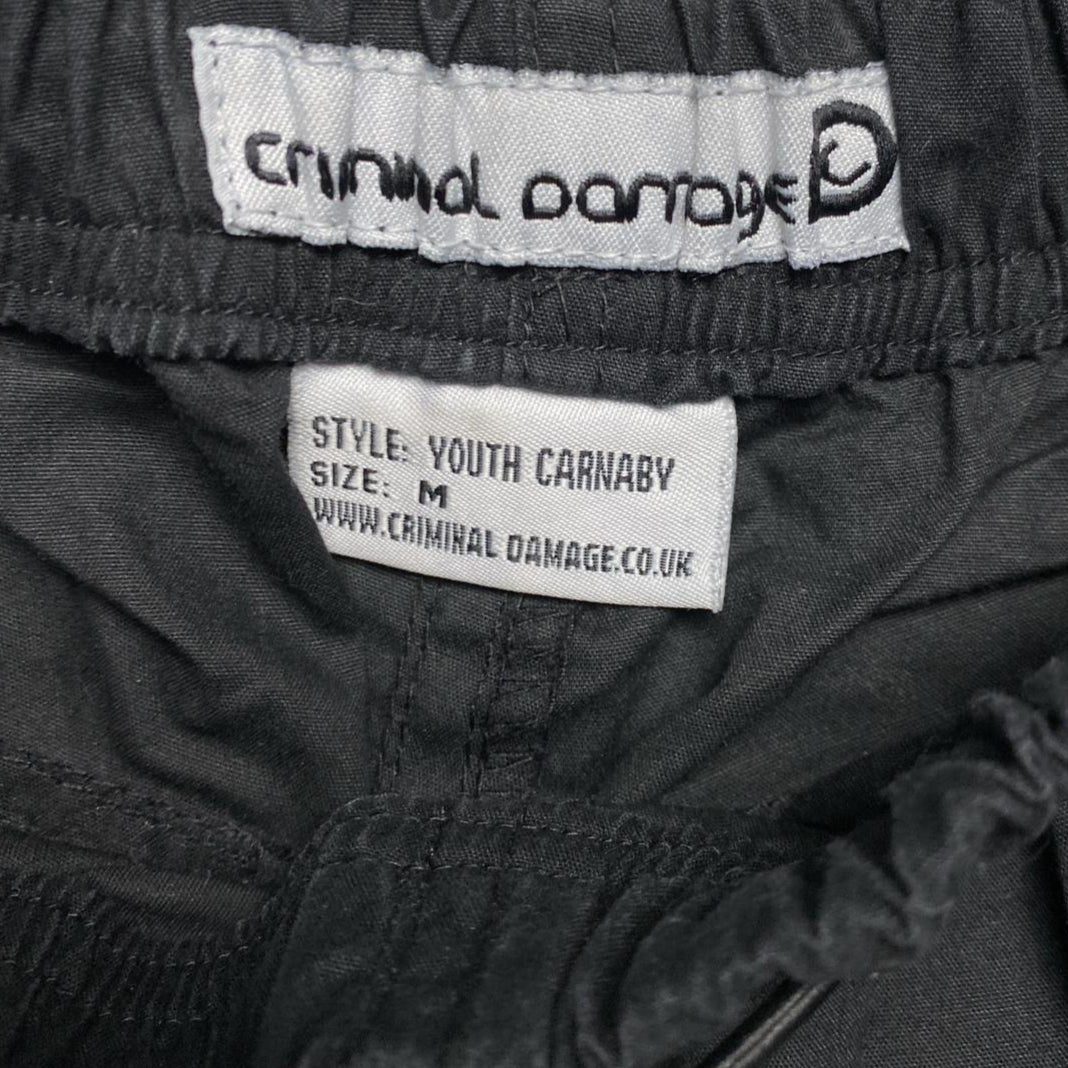 criminal damage
STYLE: YOUTH CARNABY
SIZE: M
WWW.CRIMINAL DAMAGE.CO.UK